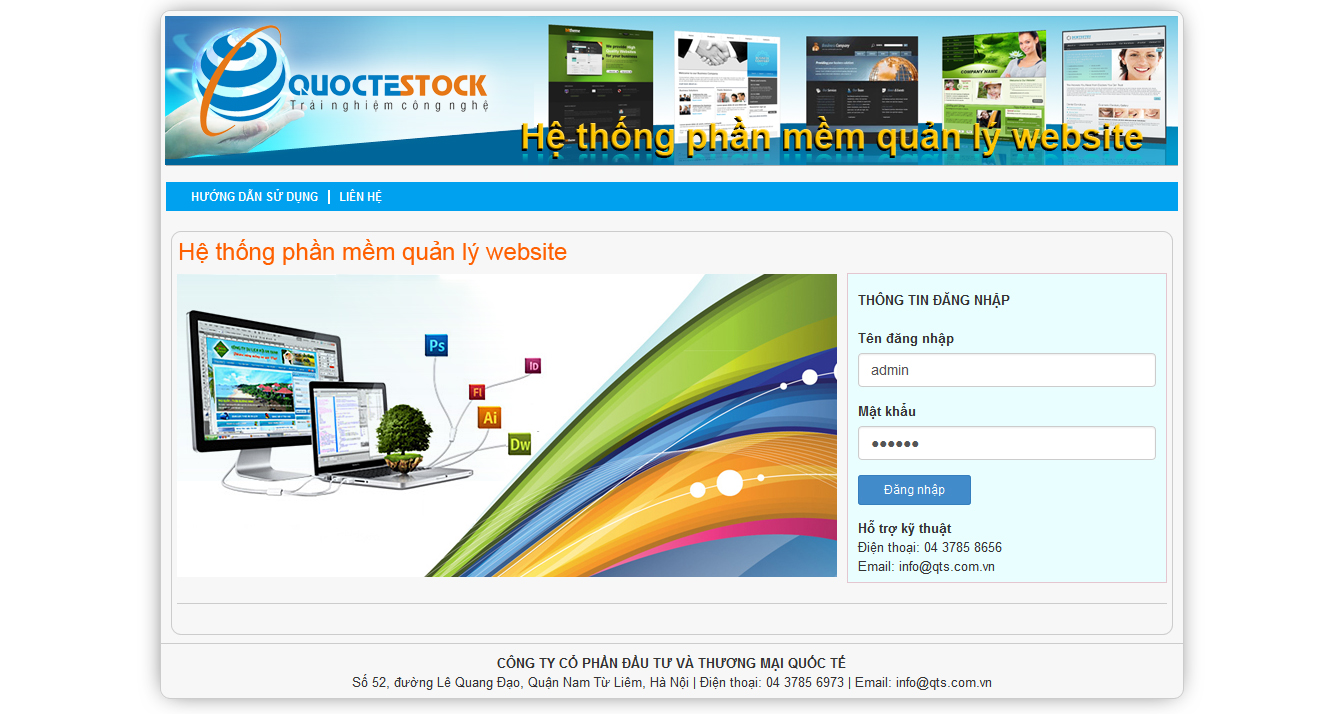 QUOCTESTOCK
Trải nghiệm công nghệ
Hệ thống phần mềm quản lý website
HƯỚNG DẪN SỬ DỤNG | LIÊN HỆ
Hệ thống phần mềm quản lý website
Ps
ID
Fl
Ai
Dw
THÔNG TIN ĐĂNG NHẬP
Tên đăng nhập
admin
Mật khẩu
••••••
Đăng nhập
Hỗ trợ kỹ thuật
Điện thoại: 04 3785 8656
Email: info@qts.com.vn
CÔNG TY CỔ PHẦN ĐẦU TƯ VÀ THƯƠNG MẠI QUỐC TẾ
Số 52, đường Lê Quang Đạo, Quận Nam Từ Liêm, Hà Nội | Điện thoại: 04 3785 6973 | Email: info@qts.com.vn